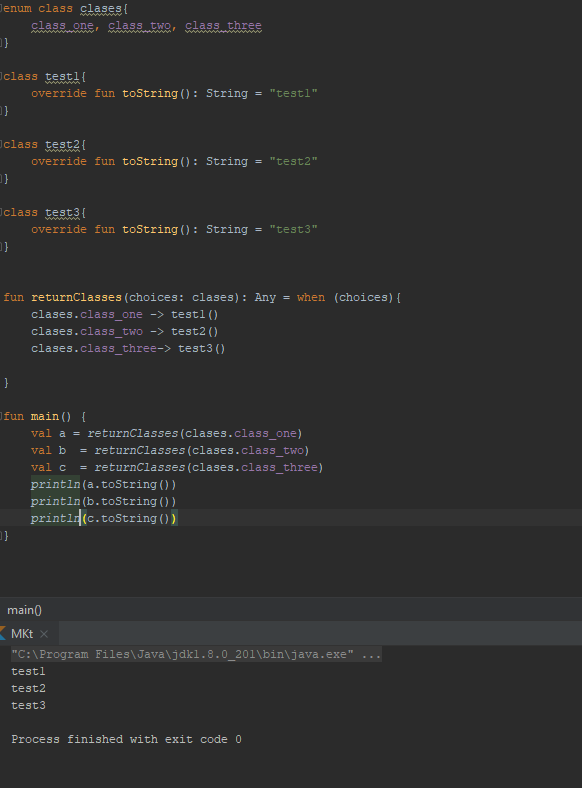 enum class clases{
    class_one, class_two, class_three
}
class test1{
    override fun toString(): String = "test1"
}
class test2{
    override fun toString(): String = "test2"
}
class test3{
    override fun toString(): String = "test3"
}
fun returnClasses(choices: clases): Any = when (choices){
    clases.class_one -> test1()
    clases.class_two -> test2()
    clases.class_three-> test3()
}
fun main() {
    val a = returnClasses(clases.class_one)
    val b  = returnClasses(clases.class_two)
    val c  = returnClasses(clases.class_three)
    println(a.toString())
    println(b.toString())
    println(c.toString())
}
main()
MKt ×
"C:\Program Files\Java\jdk1.8.0_201\bin\java.exe" ...
test1
test2
test3
Process finished with exit code 0